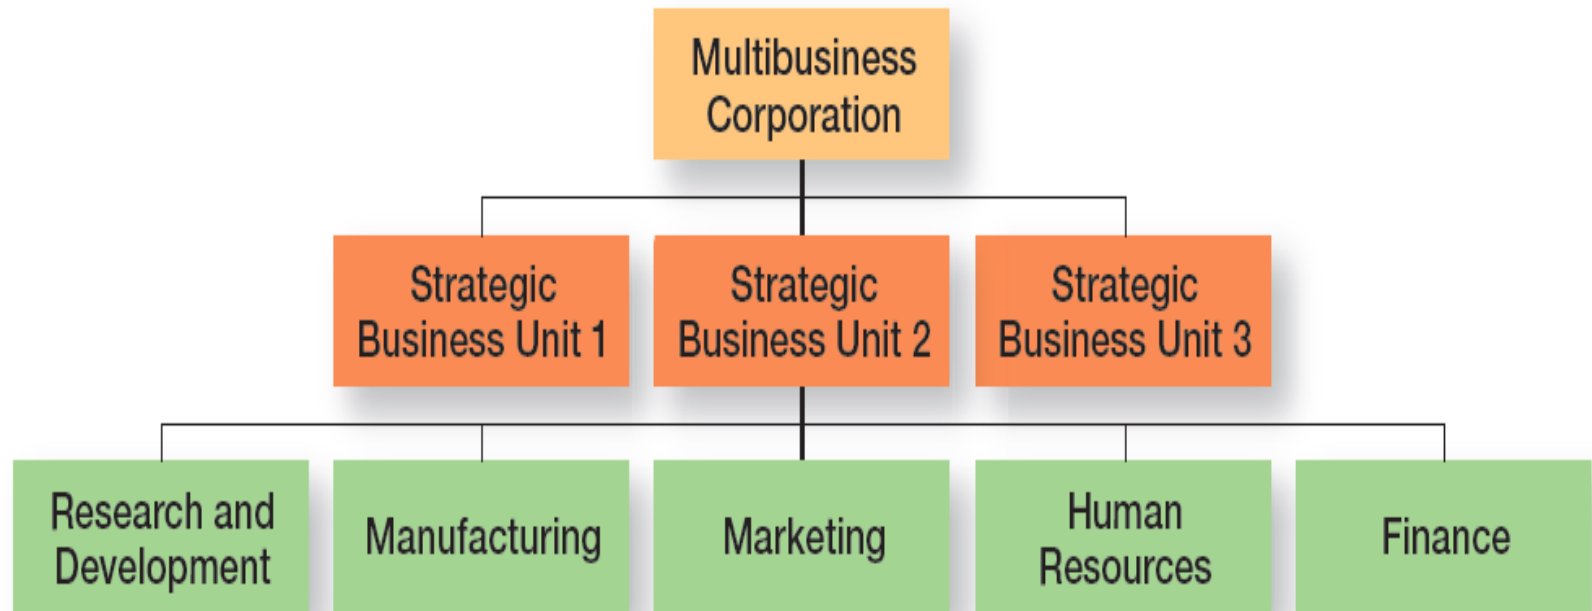 Multibusiness
Corporation
Strategic
Business Unit 1
Strategic
Business Unit 2
Strategic
Business Unit 3
Research and
Development
Manufacturing
Marketing
Human
Resources
Finance